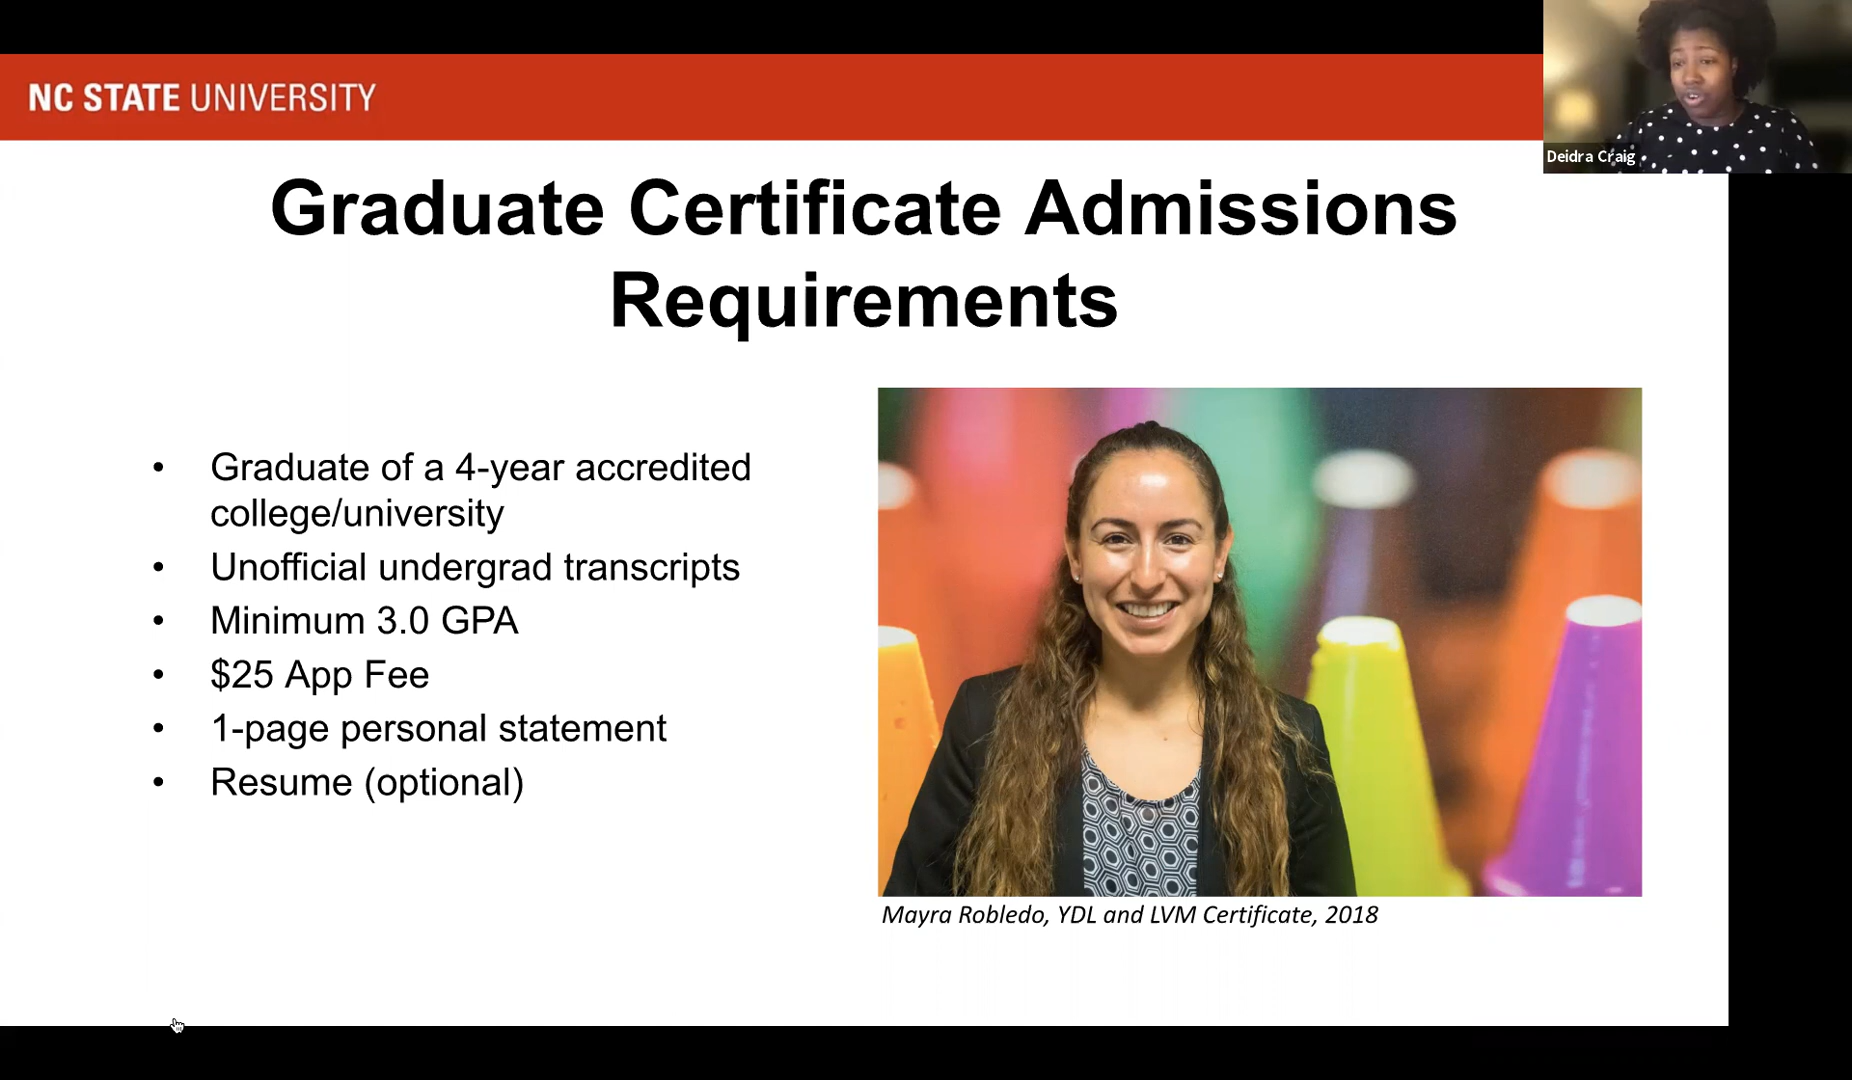 NC STATE UNIVERSITY
Deidra Craig
Graduate Certificate Admissions
Requirements
• Graduate of a 4-year accredited
college/university
• Unofficial undergrad transcripts
• Minimum 3.0 GPA
• $25 App Fee
• 1-page personal statement
• Resume (optional)
Mayra Robledo, YDL and LVM Certificate, 2018